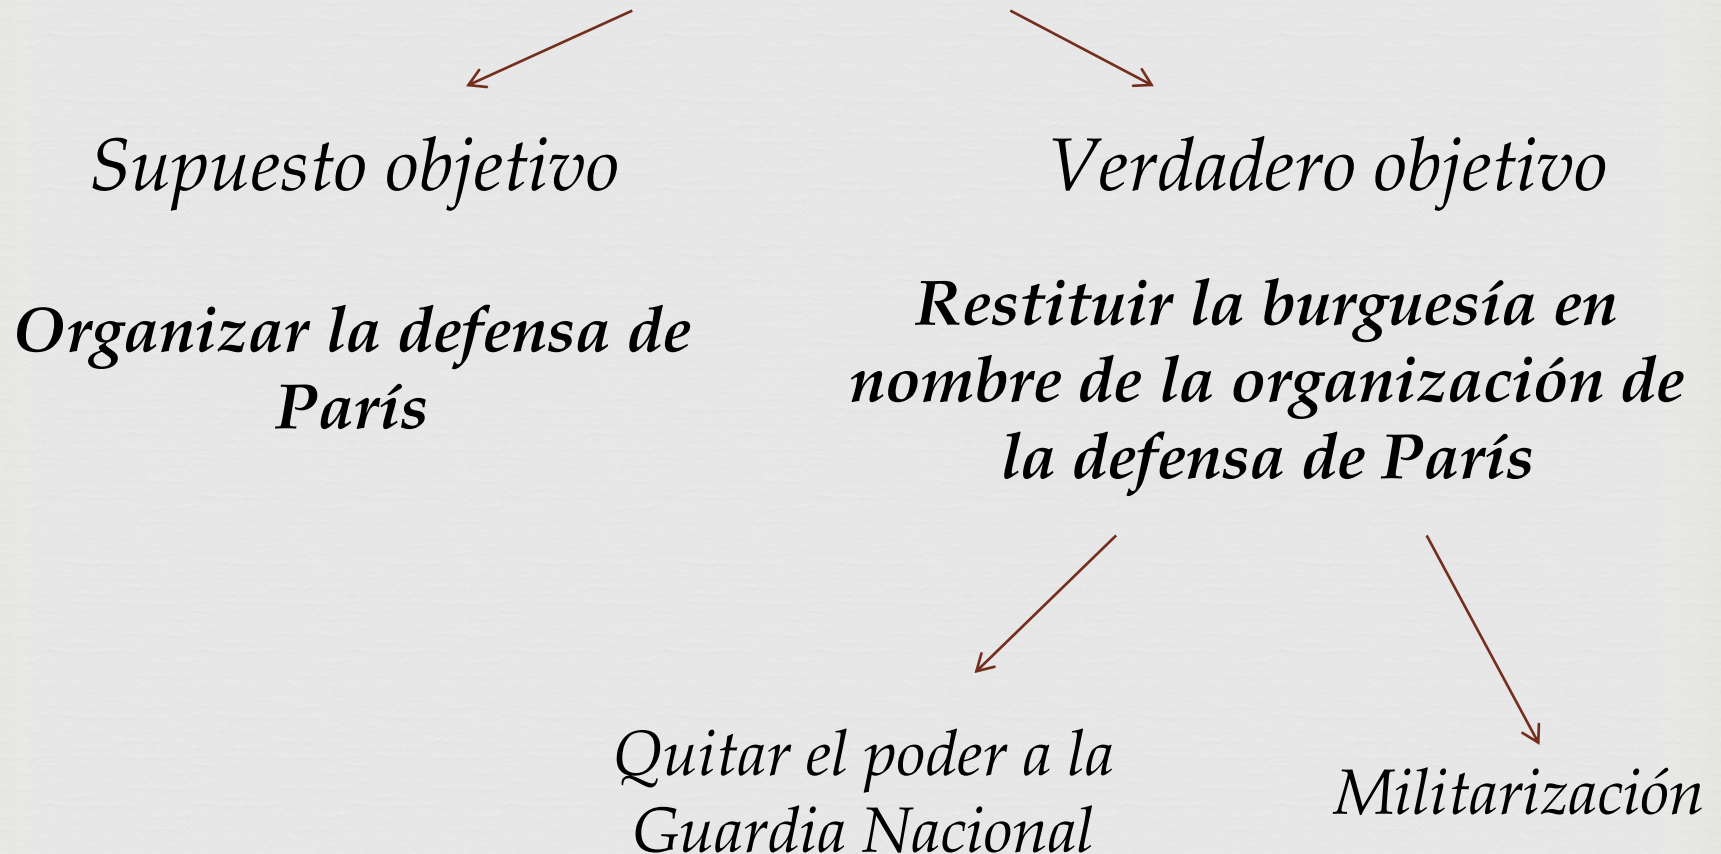 Supuesto objetivo
Organizar la defensa de
París
Verdadero objetivo
Restituir la burguesía en
nombre de la organización de
la defensa de París
Quitar el poder a la
Guardia Nacional
Militarización